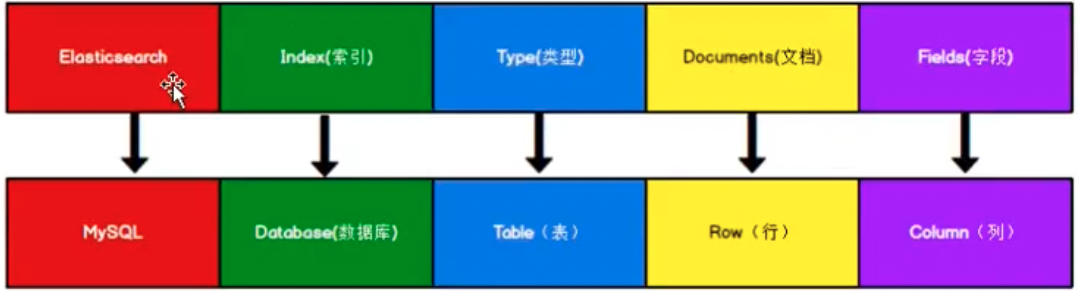 Elasticsearch
Index(索引)
Type(类型)
Documents(文档)
Fields(字段)
MySQL
Database(数据库)
Table（表）
Row（行）
Column（列）